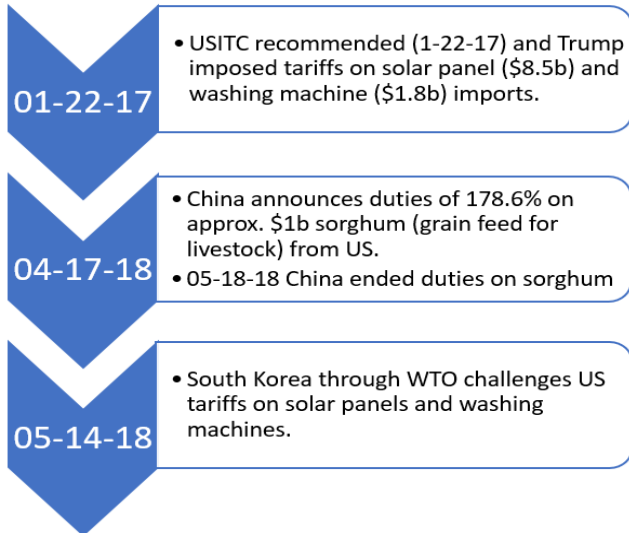 01-22-17
• USITC recommended (1-22-17) and Trump
imposed tariffs on solar panel ($8.5b) and
washing machine ($1.8b) imports.
04-17-18
• China announces duties of 178.6% on
approx. $1b sorghum (grain feed for
livestock) from US.
• 05-18-18 China ended duties on sorghum
05-14-18
• South Korea through WTO challenges US
tariffs on solar panels and washing
machines.